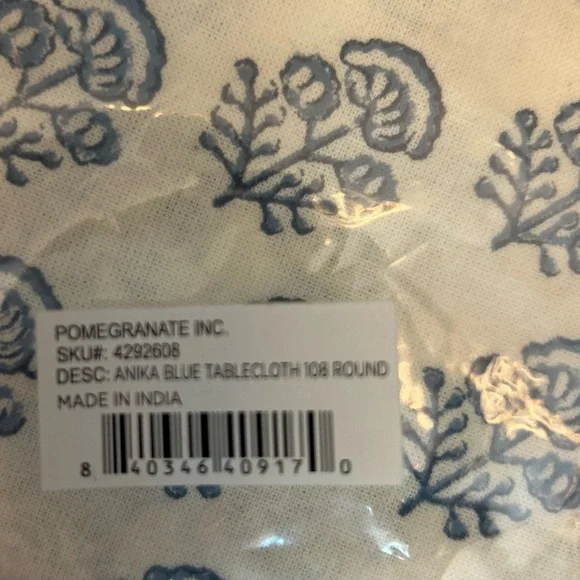 POMEGRANATE INC.
SKU#: 4292608
DESC: ANIKA BLUE TABLECLOTH 108 ROUND
MADE IN INDIA
8 40346 40917 0